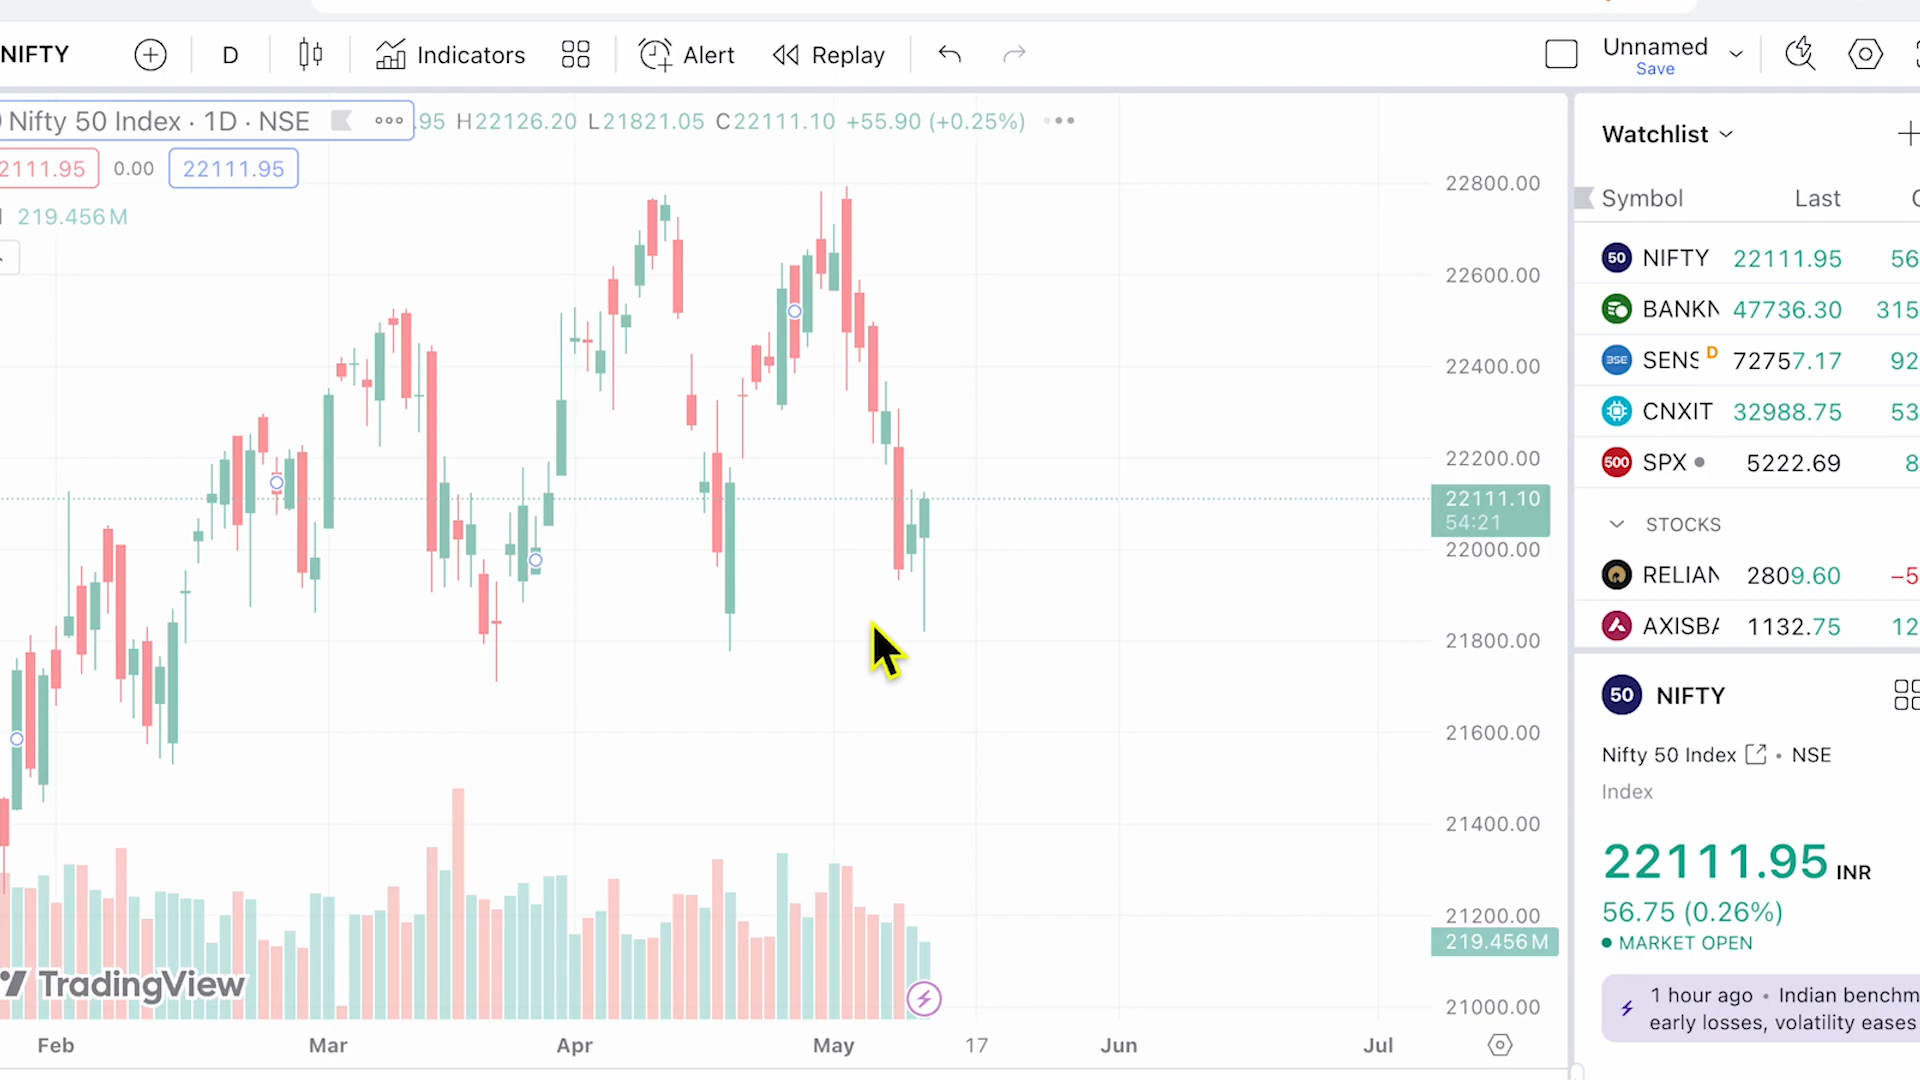 NIFTY D Indicators Alert Replay Unnamed
Save
Nifty 50 Index · 1D · NSE .95 H22126.20 L21821.05 C22111.10 +55.90 (+0.25%)
2111.95 0.00 22111.95
219.456M
22800.00
22600.00
22400.00
22200.00
22111.10
54:21
22000.00
21800.00
21600.00
21400.00
21200.00
219.456M
21000.00
TradingView
Feb Mar Apr May 17 Jun Jul
Watchlist
Symbol Last
50 NIFTY 22111.95 56
BANKN 47736.30 315
BSE SENS D 72757.17 92
CNXIT 32988.75 53
500 SPX 5222.69 8
STOCKS
RELIAN 2809.60 −5
AXISBA 1132.75 12
50 NIFTY
Nifty 50 Index • NSE
Index
22111.95 INR
56.75 (0.26%)
MARKET OPEN
1 hour ago • Indian benchm
early losses, volatility eases